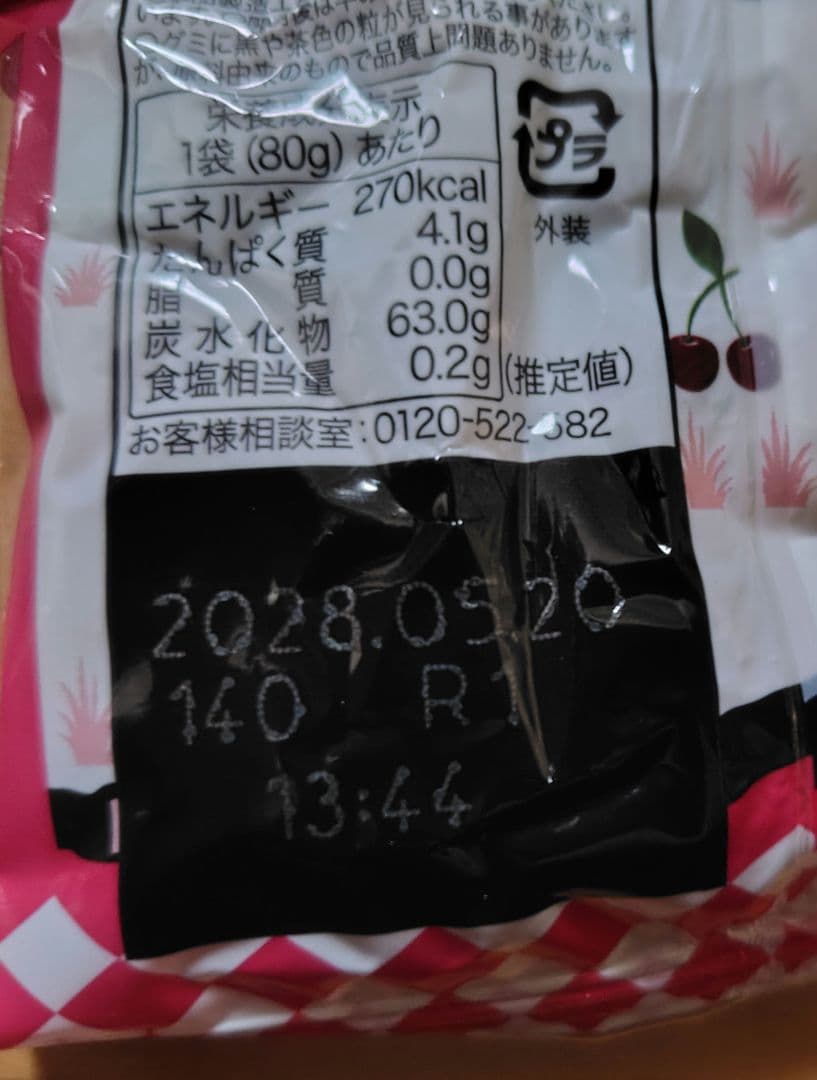 られる事があります
○グミに黒や茶色の粒が見
が、原料由来のもので品質上問題ありません。
栄養成分表示
1袋(80g)あたり
エネルギー 270kcal
たんぱく質 4.1g
脂質 0.0g
炭水化物 63.0g
食塩相当量 0.2g(推定値)
プラ
外装
お客様相談室:0120-522-
2028.05.20
140 R
13:44